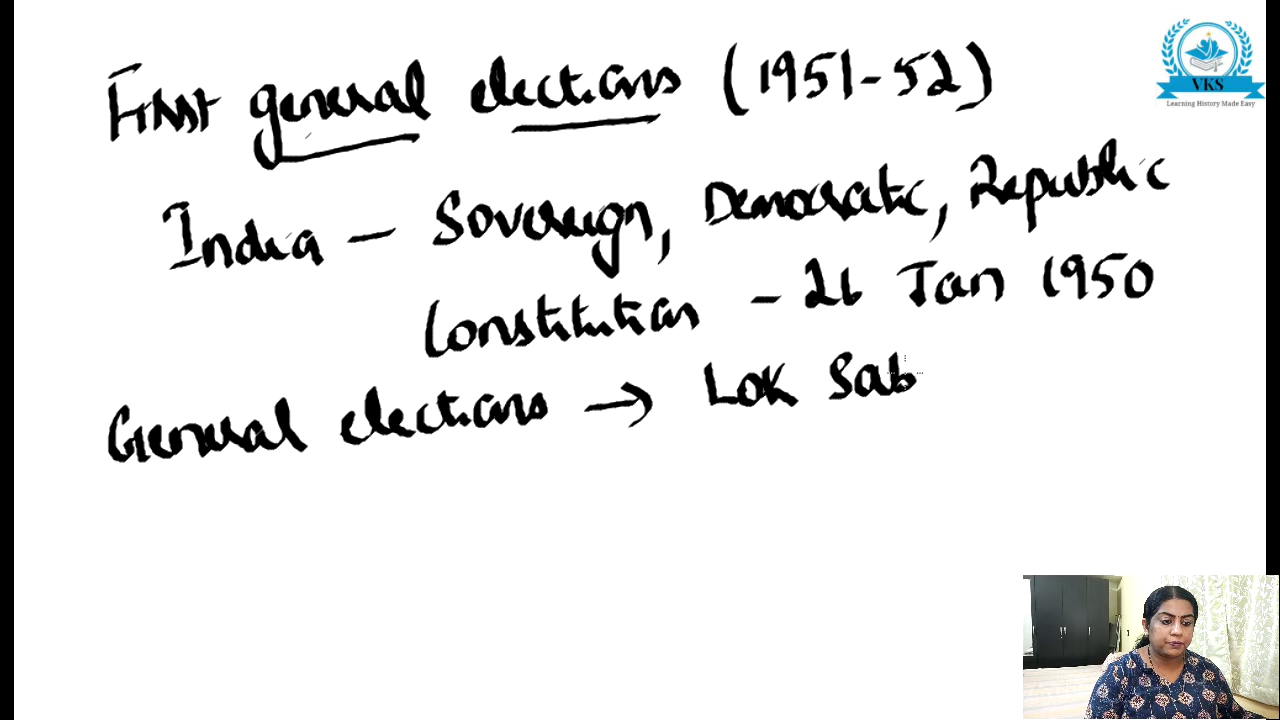 First general elections (1951-52)
India - Sovereign, Democratic, Republic
Constitution - 26 Jan 1950
General elections → Lok Sab
VKS
Learning History Made Easy